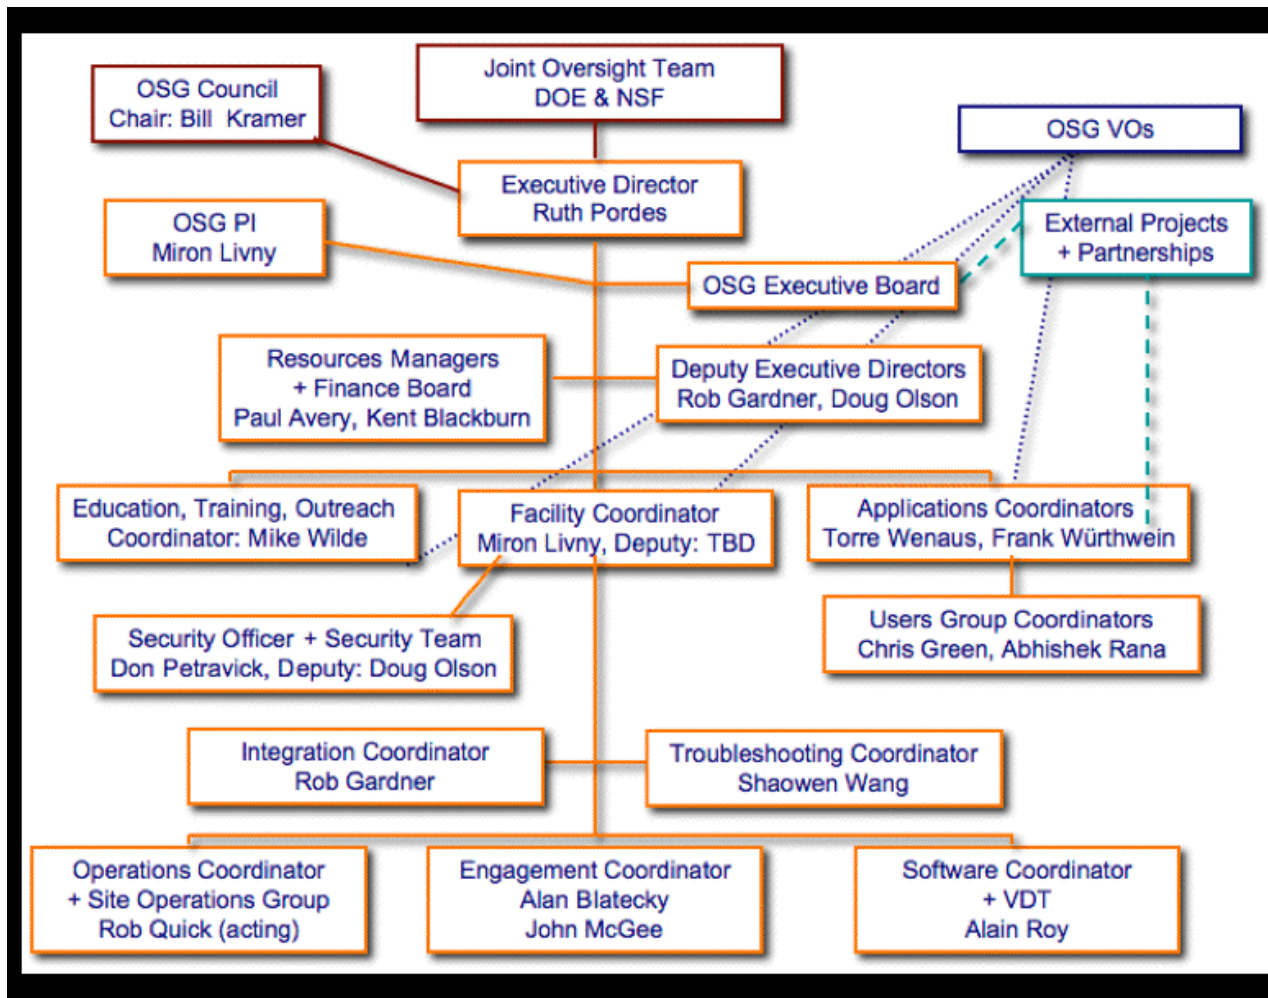 Joint Oversight Team
DOE & NSF
OSG Council
Chair: Bill Kramer
OSG VOs
Executive Director
Ruth Pordes
OSG PI
Miron Livny
External Projects
+ Partnerships
OSG Executive Board
Resources Managers
+ Finance Board
Paul Avery, Kent Blackburn
Deputy Executive Directors
Rob Gardner, Doug Olson
Education, Training, Outreach
Coordinator: Mike Wilde
Facility Coordinator
Miron Livny, Deputy: TBD
Applications Coordinators
Torre Wenaus, Frank Würthwein
Security Officer + Security Team
Don Petravick, Deputy: Doug Olson
Users Group Coordinators
Chris Green, Abhishek Rana
Integration Coordinator
Rob Gardner
Troubleshooting Coordinator
Shaowen Wang
Operations Coordinator
+ Site Operations Group
Rob Quick (acting)
Engagement Coordinator
Alan Blatecky
John McGee
Software Coordinator
+ VDT
Alain Roy